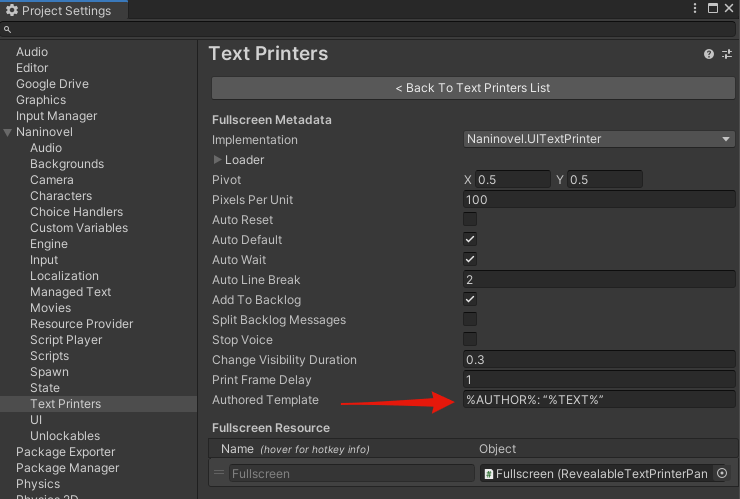 Project Settings
Text Printers
< Back To Text Printers List
Audio
Editor
Google Drive
Graphics
Input Manager
Naninovel
Audio
Backgrounds
Camera
Characters
Choice Handlers
Custom Variables
Engine
Input
Localization
Managed Text
Movies
Resource Provider
Script Player
Scripts
Spawn
State
Text Printers
UI
Unlockables
Package Exporter
Package Manager
Physics
Physics 2D
Fullscreen Metadata
Implementation Naninovel.UITextPrinter
Loader
Pivot X 0.5 Y 0.5
Pixels Per Unit 100
Auto Reset
Auto Default
Auto Wait
Auto Line Break 2
Add To Backlog
Split Backlog Messages
Stop Voice
Change Visibility Duration 0.3
Print Frame Delay 1
Authored Template %AUTHOR%: “%TEXT%”
Fullscreen Resource
Name (hover for hotkey info) Object
Fullscreen Fullscreen (RevealableTextPrinterPan